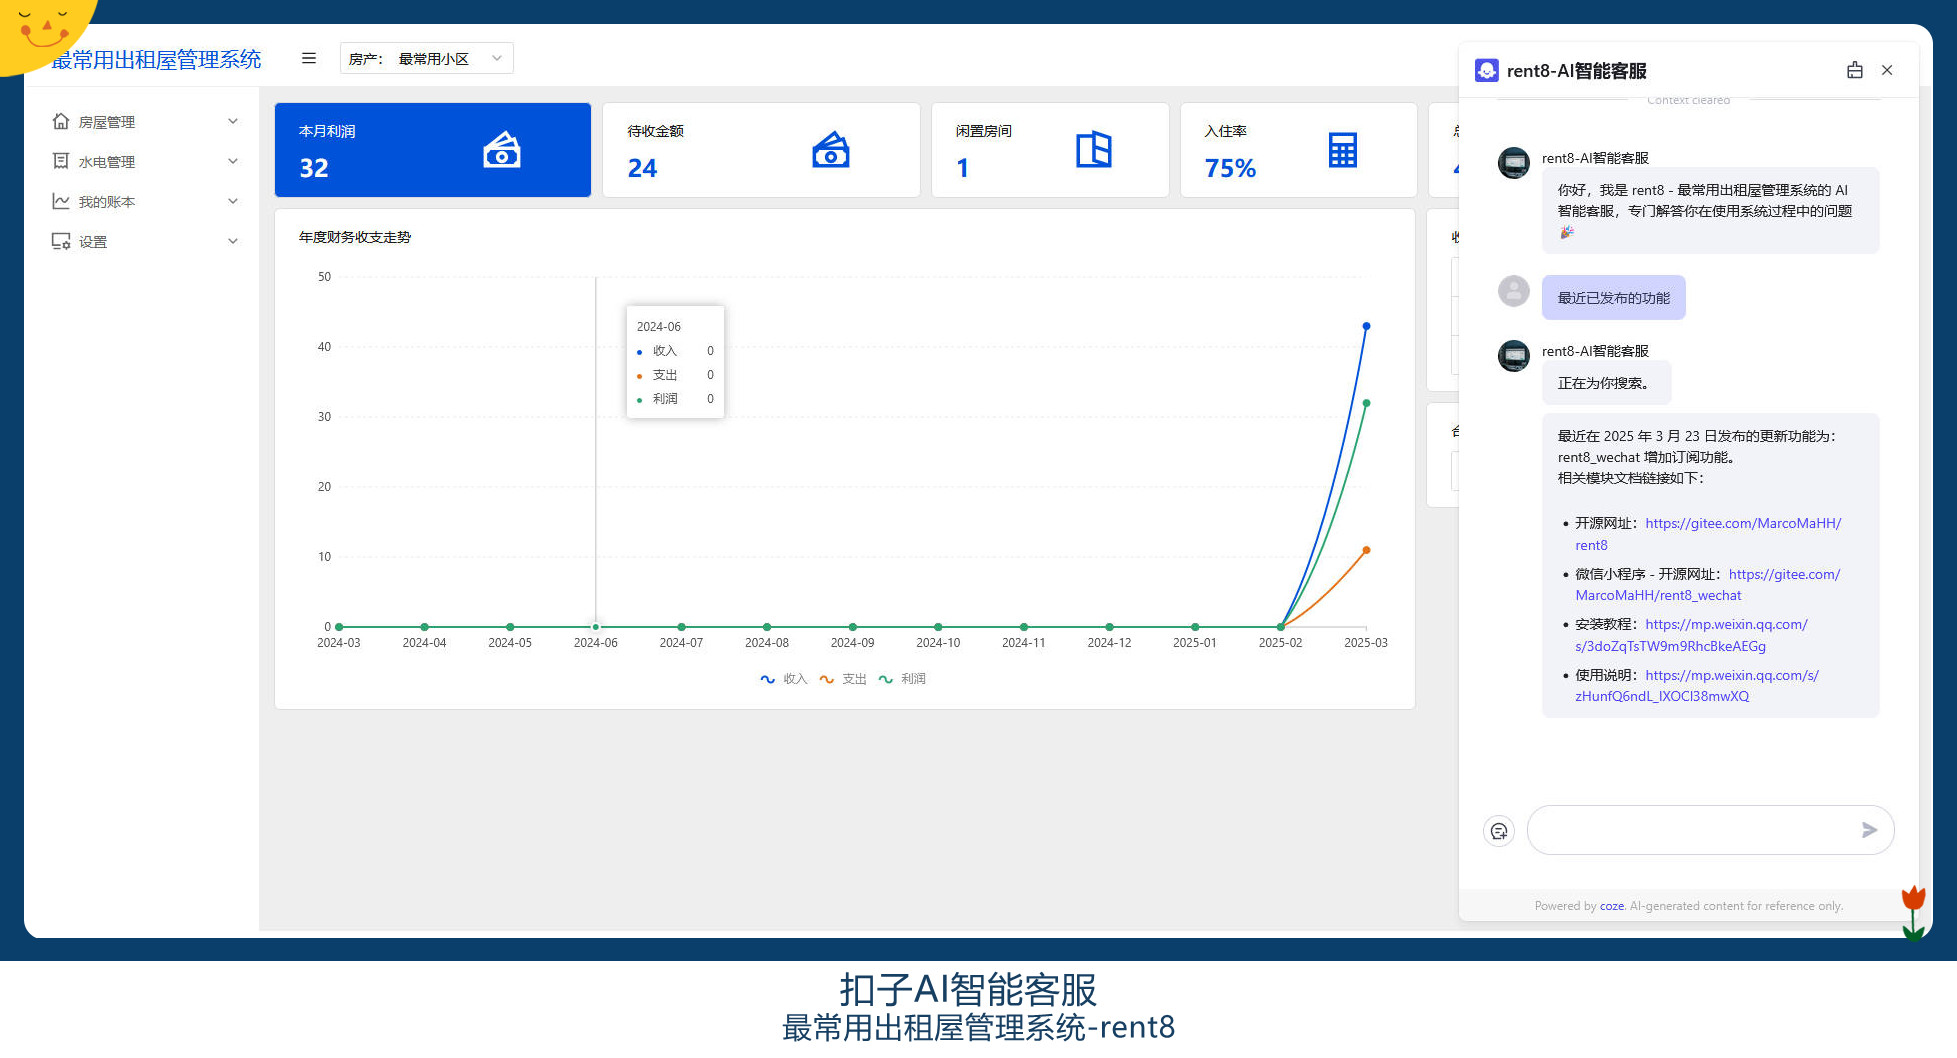 最常用出租屋管理系统
房产： 最常用小区
房屋管理
水电管理
我的账本
设置
本月利润
32
待收金额
24
闲置房间
1
入住率
75%
年度财务收支走势
50
40
30
20
10
0
2024-06
收入 0
支出 0
利润 0
2024-03 2024-04 2024-05 2024-06 2024-07 2024-08 2024-09 2024-10 2024-11 2024-12 2025-01 2025-02 2025-03
收入 支出 利润
rent8-AI智能客服
Context cleared
rent8-AI智能客服
你好，我是 rent8 - 最常用出租屋管理系统的 AI
智能客服，专门解答你在使用系统过程中的问题
🎉
最近已发布的功能
rent8-AI智能客服
正在为你搜索。
最近在 2025 年 3 月 23 日发布的更新功能为：
rent8_wechat 增加订阅功能。
相关模块文档链接如下：
开源网址：https://gitee.com/MarcoMaHH/
rent8
微信小程序 - 开源网址：https://gitee.com/
MarcoMaHH/rent8_wechat
安装教程：https://mp.weixin.qq.com/
s/3doZqTsTW9m9RhcBkeAEGg
使用说明：https://mp.weixin.qq.com/s/
zHunfQ6ndL_IXOCl38mwXQ
Powered by coze. AI-generated content for reference only.
扣子AI智能客服
最常用出租屋管理系统-rent8